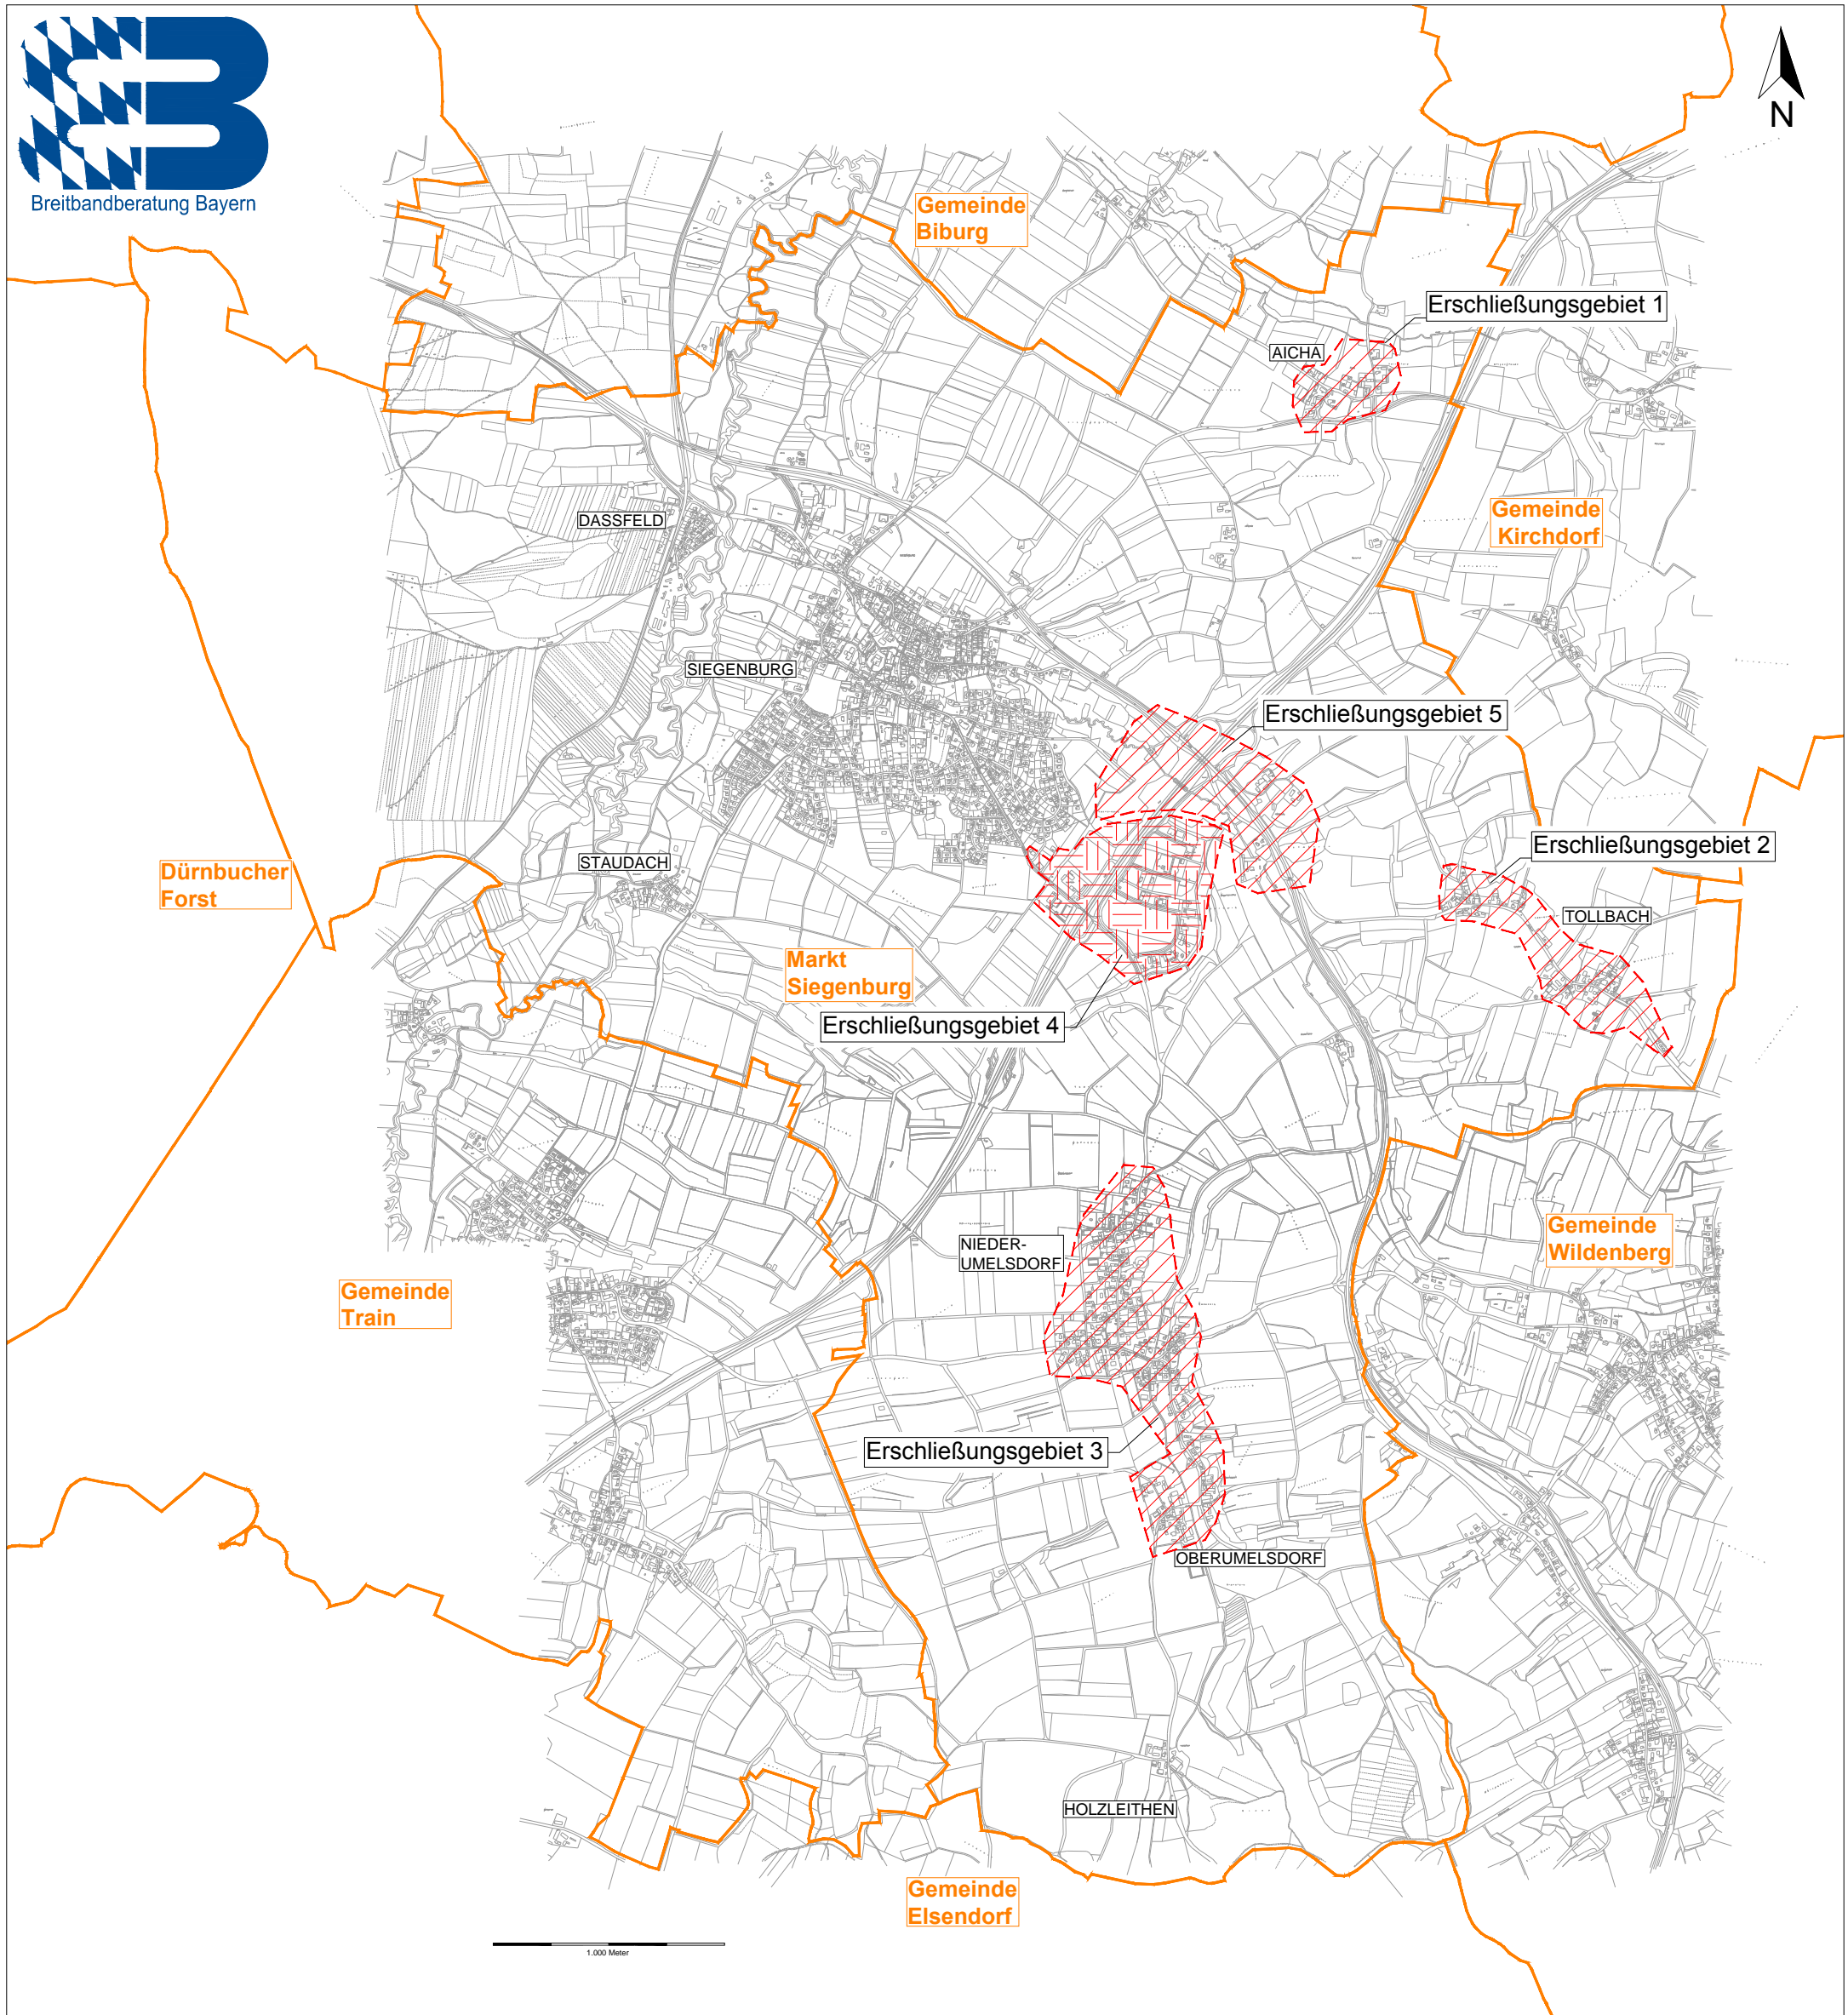 Breitbandberatung Bayern
N
Gemeinde
Biburg
Erschließungsgebiet 1
AICHA
Gemeinde
Kirchdorf
DASSFELD
SIEGENBURG
Erschließungsgebiet 5
Erschließungsgebiet 2
STAUDACH
Dürnbucher
Forst
TOLLBACH
Markt
Siegenburg
Erschließungsgebiet 4
NIEDER-
UMELSDORF
Gemeinde
Wildenberg
Gemeinde
Train
Erschließungsgebiet 3
OBERUMELSDORF
HOLZLEITHEN
Gemeinde
Elsendorf
1.000 Meter